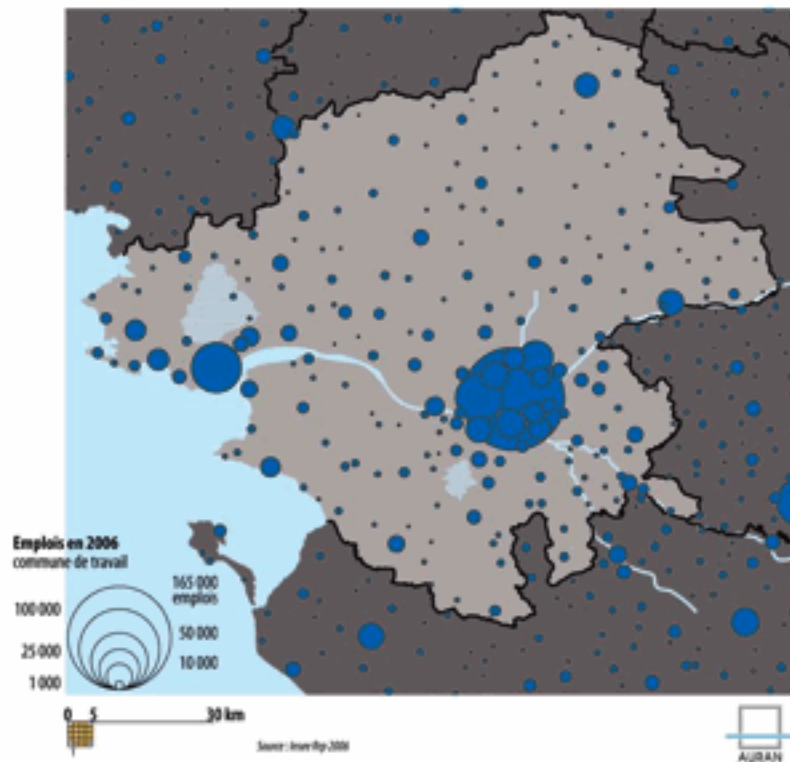 Emplois en 2006
commune de travail
165 000
emplois
100 000
50 000
25 000
10 000
1 000
0 5 30 km
Source : Insee Rp 2006
AURAN